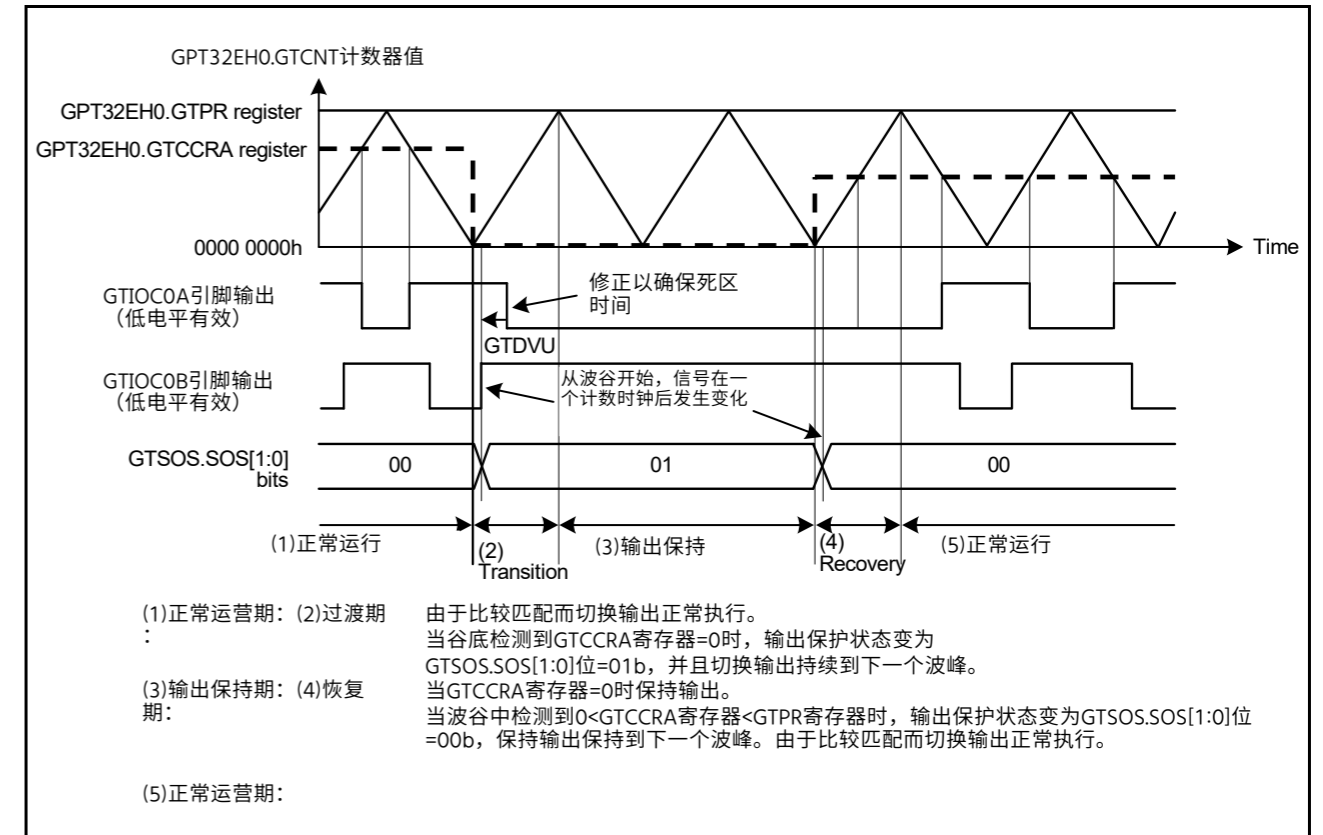 GPT32EH0.GTCNT计数器值
GPT32EH0.GTPR register
GPT32EH0.GTCCRA register
0000 0000h
Time
GTIOC0A引脚输出
（低电平有效）
修正以确保死区
时间
GTDVU
GTIOC0B引脚输出
（低电平有效）
从波谷开始，信号在一
个计数时钟后发生变化
GTSOS.SOS[1:0]
bits
00
01
00
(1)正常运行
(2)
Transition
(3)输出保持
(4)
Recovery
(5)正常运行
(1)正常运营期：(2)过渡期
：
由于比较匹配而切换输出正常执行。
当谷底检测到GTCCRA寄存器=0时，输出保护状态变为
GTSOS.SOS[1:0]位=01b，并且切换输出持续到下一个波峰。
(3)输出保持期：(4)恢复
期：
当GTCCRA寄存器=0时保持输出。
当波谷中检测到0<GTCCRA寄存器<GTPR寄存器时，输出保护状态变为GTSOS.SOS[1:0]位
=00b，保持输出保持到下一个波峰。由于比较匹配而切换输出正常执行。
(5)正常运营期：